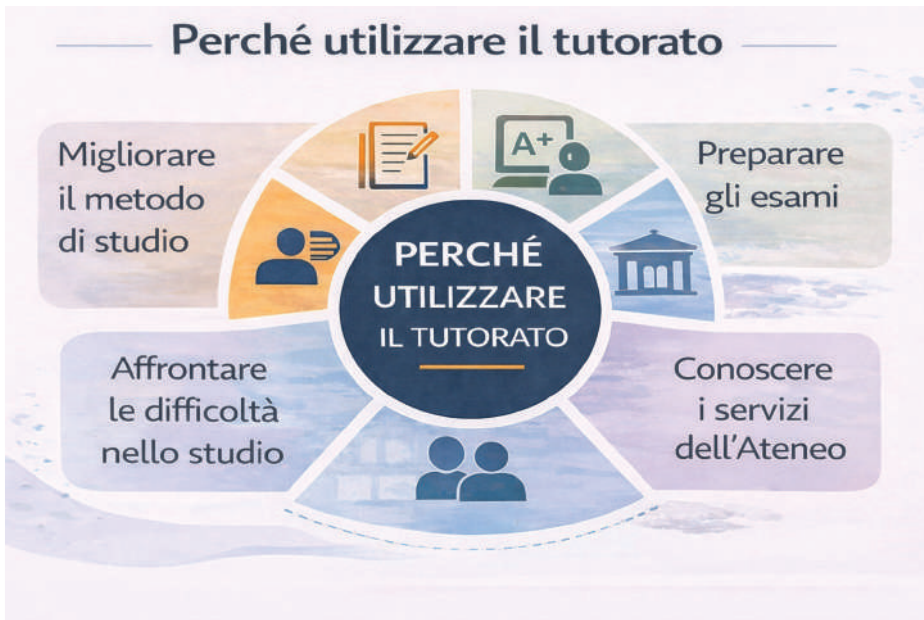 Perché utilizzare il tutorato
Migliorare
il metodo
di studio
A+
Preparare
gli esami
PERCHÉ
UTILIZZARE
IL TUTORATO
Affrontare
le difficoltà
nello studio
Conoscere
i servizi
dell'Ateneo